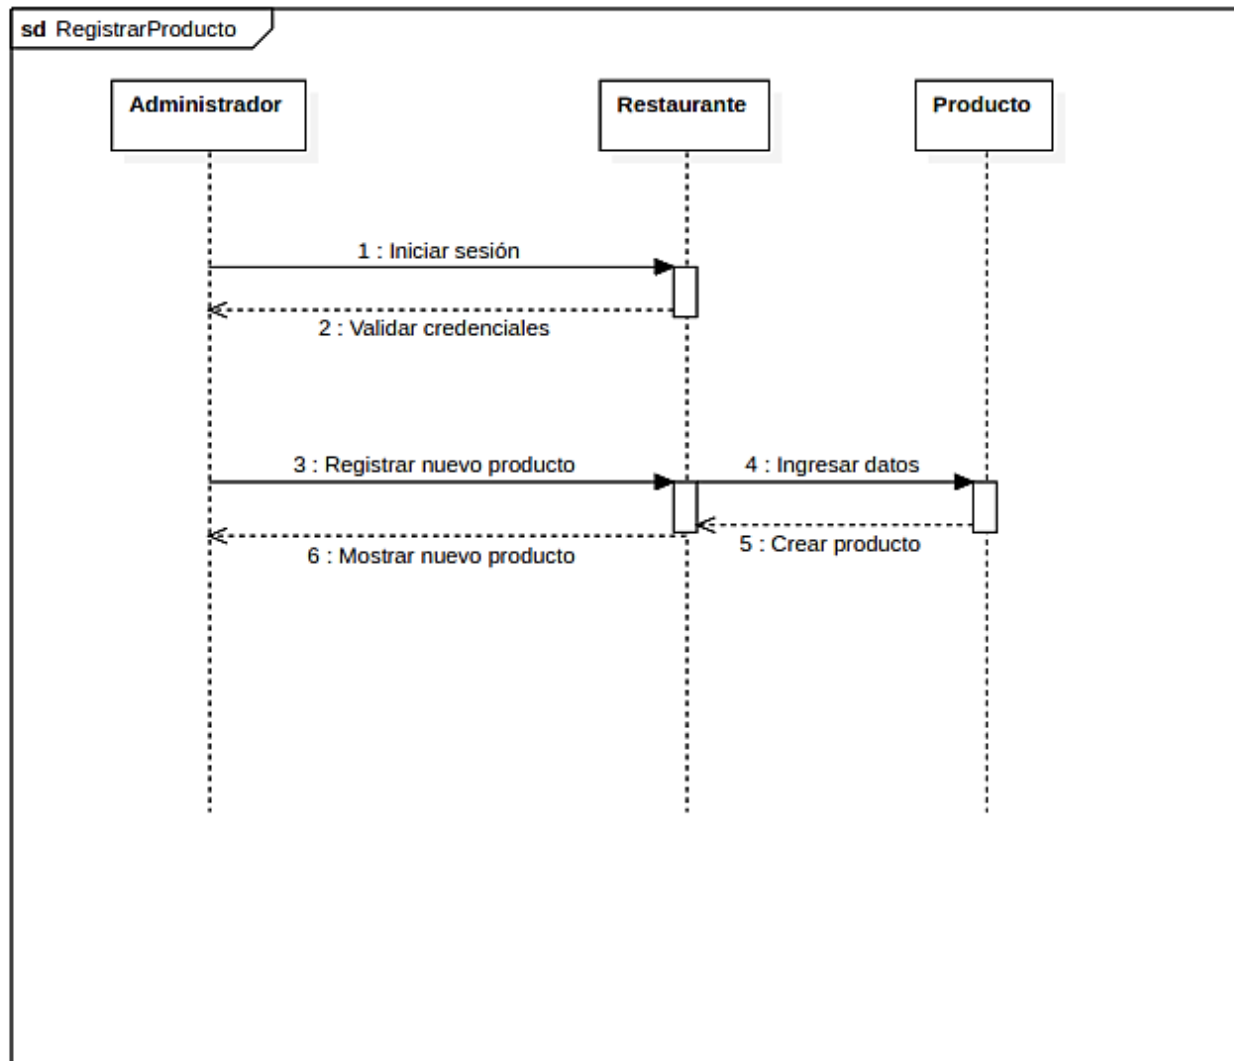 sd RegistrarProducto
Administrador
Restaurante
Producto
1 : Iniciar sesión
2 : Validar credenciales
3 : Registrar nuevo producto
4 : Ingresar datos
5 : Crear producto
6 : Mostrar nuevo producto